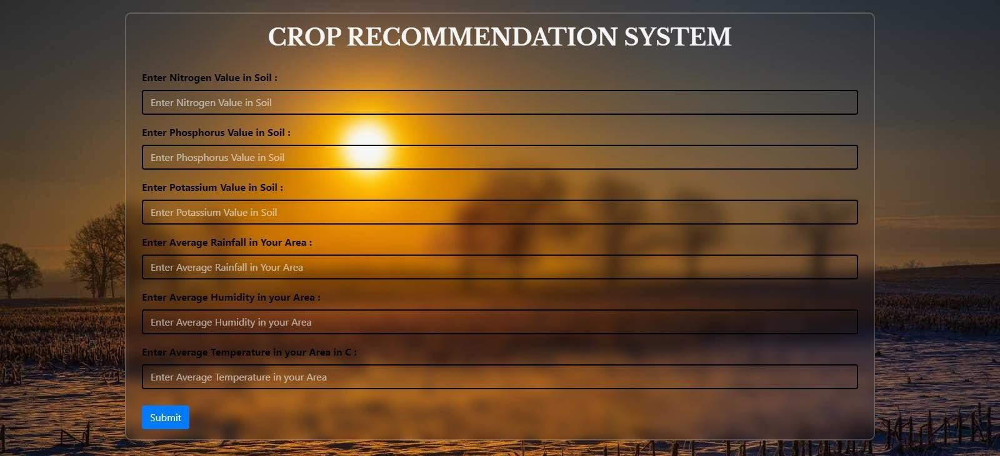 CROP RECOMMENDATION SYSTEM
Enter Nitrogen Value in Soil :
Enter Nitrogen Value in Soil
Enter Phosphorus Value in Soil :
Enter Phosphorus Value in Soil
Enter Potassium Value in Soil :
Enter Potassium Value in Soil
Enter Average Rainfall in Your Area :
Enter Average Rainfall in Your Area
Enter Average Humidity in your Area :
Enter Average Humidity in your Area
Enter Average Temperature in your Area in C :
Enter Average Temperature in your Area
Submit